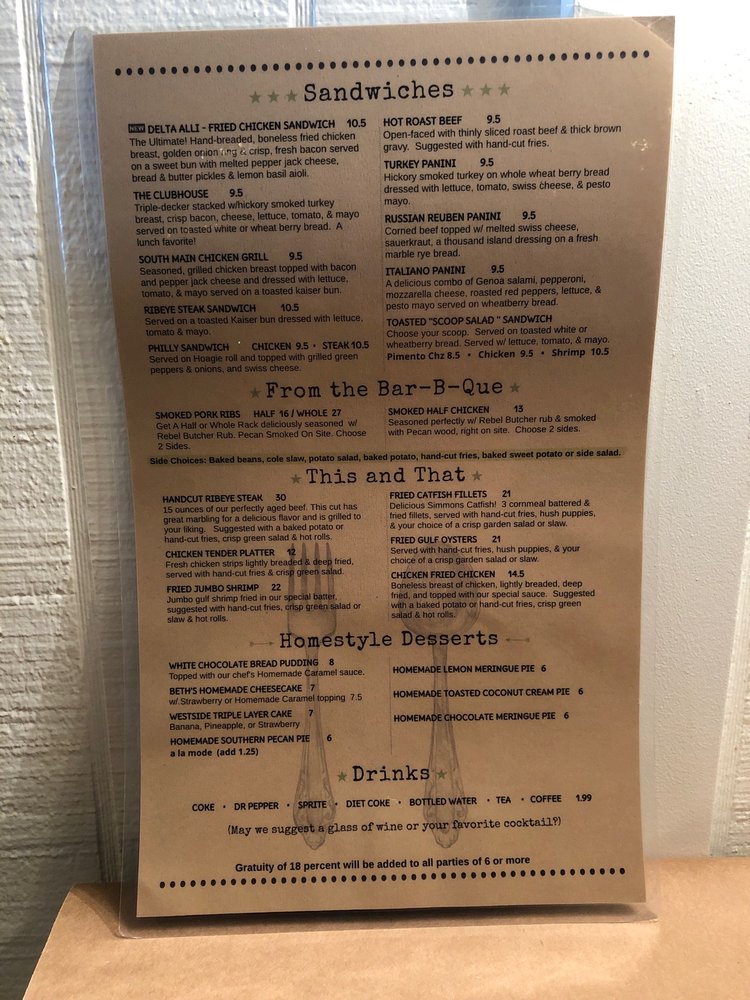 ★ ★ ★ Sandwiches ★ ★ ★
NEW DELTA ALLI - FRIED CHICKEN SANDWICH 10.5
The Ultimate! Hand-breaded, boneless fried chicken
breast, golden onion ring & crisp, fresh bacon served
on a sweet bun with melted pepper jack cheese,
bread & butter pickles & lemon basil aioli.
THE CLUBHOUSE 9.5
Triple-decker stacked w/hickory smoked turkey
breast, crisp bacon, cheese, lettuce, tomato, & mayo
served on toasted white or wheat berry bread. A
lunch favorite!
SOUTH MAIN CHICKEN GRILL 9.5
Seasoned, grilled chicken breast topped with bacon
and pepper jack cheese and dressed with lettuce,
tomato, & mayo served on a toasted kaiser bun.
RIBEYE STEAK SANDWICH 10.5
Served on a toasted Kaiser bun dressed with lettuce,
tomato & mayo.
PHILLY SANDWICH CHICKEN 9.5 • STEAK 10.5
Served on Hoagie roll and topped with grilled green
peppers & onions, and swiss cheese.
HOT ROAST BEEF 9.5
Open-faced with thinly sliced roast beef & thick brown
gravy. Suggested with hand-cut fries.
TURKEY PANINI 9.5
Hickory smoked turkey on whole wheat berry bread
dressed with lettuce, tomato, swiss cheese, & pesto
mayo.
RUSSIAN REUBEN PANINI 9.5
Corned beef topped w/ melted swiss cheese,
sauerkraut, a thousand island dressing on a fresh
marble rye bread.
ITALIANO PANINI 9.5
A delicious combo of Genoa salami, pepperoni,
mozzarella cheese, roasted red peppers, lettuce, &
pesto mayo served on wheatberry bread.
TOASTED "SCOOP SALAD " SANDWICH
Choose your scoop. Served on toasted white or
wheatberry bread. Served w/ lettuce, tomato, & mayo.
Pimento Chz 8.5 • Chicken 9.5 • Shrimp 10.5
★ From the Bar-B-Que ★
SMOKED PORK RIBS HALF 16 / WHOLE 27
Get A Half or Whole Rack deliciously seasoned w/
Rebel Butcher Rub. Pecan Smoked On Site. Choose
2 Sides.
SMOKED HALF CHICKEN 13
Seasoned perfectly w/ Rebel Butcher rub & smoked
with Pecan wood, right on site. Choose 2 sides.
Side Choices: Baked beans, cole slaw, potato salad, baked potato, hand-cut fries, baked sweet potato or side salad.
★ This and That ★
HANDCUT RIBEYE STEAK 30
15 ounces of our perfectly aged beef. This cut has
great marbling for a delicious flavor and is grilled to
your liking. Suggested with a baked potato or
hand-cut fries, crisp green salad & hot rolls.
CHICKEN TENDER PLATTER 12
Fresh chicken strips lightly breaded & deep fried,
served with hand-cut fries & crisp green salad.
FRIED JUMBO SHRIMP 22
Jumbo gulf shrimp fried in our special batter,
suggested with hand-cut fries, crisp green salad or
slaw & hot rolls.
FRIED CATFISH FILLETS 21
Delicious Simmons Catfish! 3 cornmeal battered &
fried fillets, served with hand-cut fries, hush puppies,
& your choice of a crisp garden salad or slaw.
FRIED GULF OYSTERS 21
Served with hand-cut fries, hush puppies, & your
choice of a crisp garden salad or slaw.
CHICKEN FRIED CHICKEN 14.5
Boneless breast of chicken, lightly breaded, deep
fried, and topped with our special sauce. Suggested
with a baked potato or hand-cut fries, crisp green
salad & hot rolls.
Homestyle Desserts
WHITE CHOCOLATE BREAD PUDDING 8
Topped with our chef's Homemade Caramel sauce.
BETH'S HOMEMADE CHEESECAKE 7
w/ Strawberry or Homemade Caramel topping 7.5
WESTSIDE TRIPLE LAYER CAKE 7
Banana, Pineapple, or Strawberry
HOMEMADE SOUTHERN PECAN PIE 6
a la mode (add 1.25)
HOMEMADE LEMON MERINGUE PIE 6
HOMEMADE TOASTED COCONUT CREAM PIE 6
HOMEMADE CHOCOLATE MERINGUE PIE 6
★ Drinks ★
COKE • DR PEPPER • SPRITE • DIET COKE • BOTTLED WATER • TEA • COFFEE 1.99
(May we suggest a glass of wine or your favorite cocktail?)
Gratuity of 18 percent will be added to all parties of 6 or more